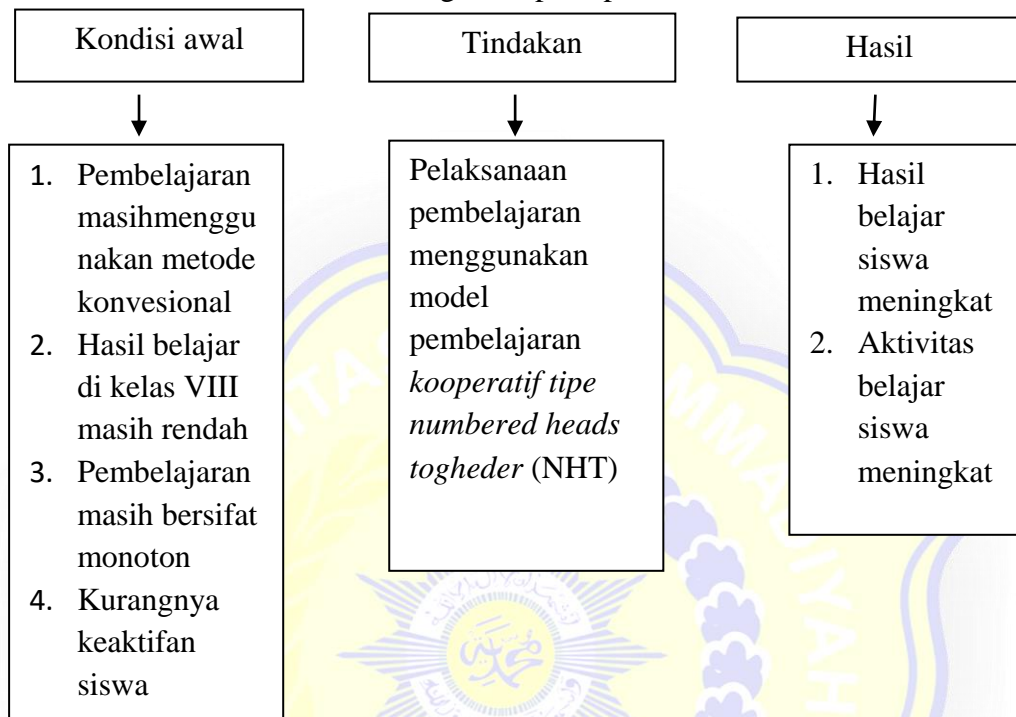 Kondisi awal
Tindakan
Hasil
1. Pembelajaran
masihmenggu
nakan metode
konvesional
2. Hasil belajar
di kelas VIII
masih rendah
3. Pembelajaran
masih bersifat
monoton
4. Kurangnya
keaktifan
siswa
Pelaksanaan
pembelajaran
menggunakan
model
pembelajaran
kooperatif tipe
numbered heads
togheder (NHT)
1. Hasil
belajar
siswa
meningkat
2. Aktivitas
belajar
siswa
meningkat